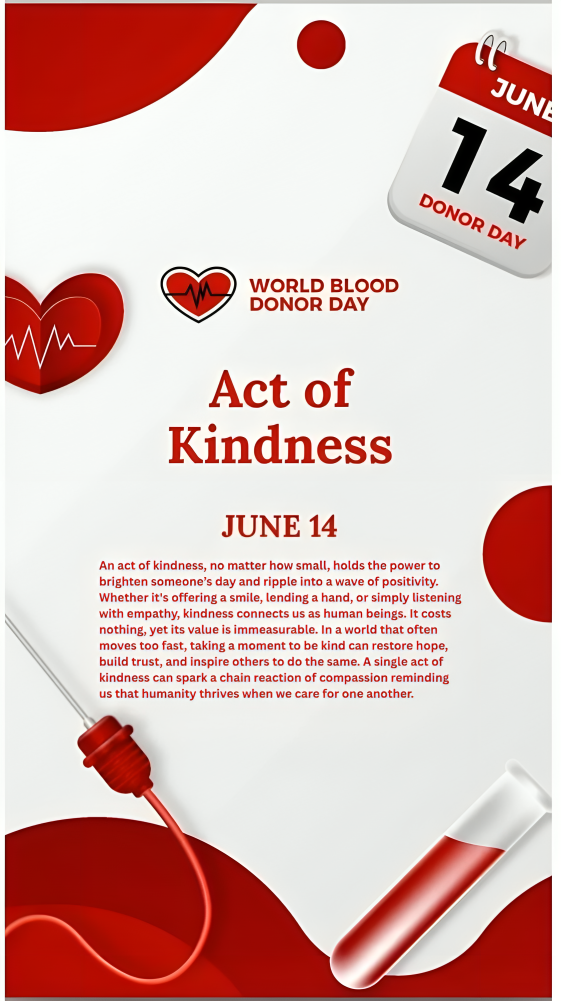 JUNE
14
DONOR DAY
WORLD BLOOD
DONOR DAY
Act of
Kindness
JUNE 14
An act of kindness, no matter how small, holds the power to
brighten someone’s day and ripple into a wave of positivity.
Whether it's offering a smile, lending a hand, or simply listening
with empathy, kindness connects us as human beings. It costs
nothing, yet its value is immeasurable. In a world that often
moves too fast, taking a moment to be kind can restore hope,
build trust, and inspire others to do the same. A single act of
kindness can spark a chain reaction of compassion reminding
us that humanity thrives when we care for one another.